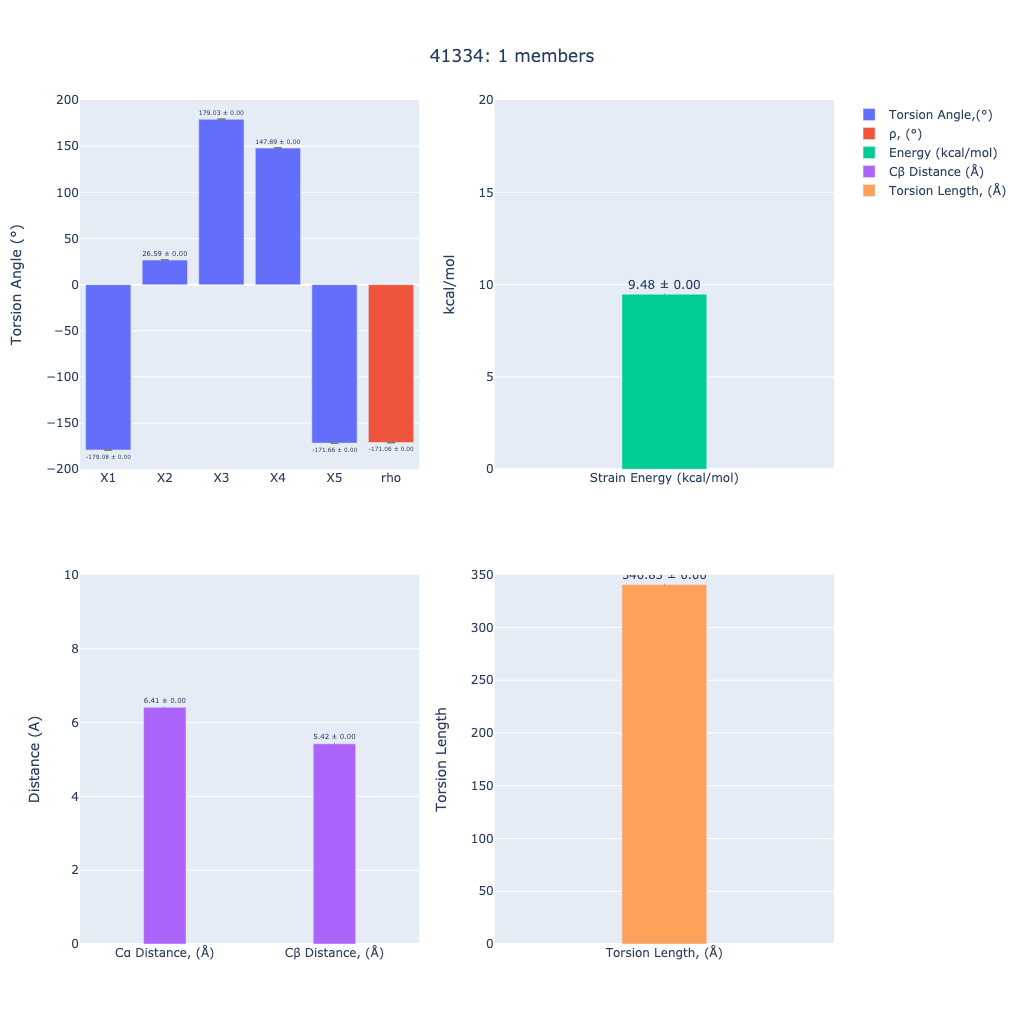 41334: 1 members
Torsion Angle (°)
200
150
100
50
0
−50
−100
−150
−200
-179.08 ± 0.00
26.59 ± 0.00
179.03 ± 0.00
147.89 ± 0.00
-171.66 ± 0.00
-171.06 ± 0.00
X1 X2 X3 X4 X5 rho
kcal/mol
20
15
10
5
0
9.48 ± 0.00
Strain Energy (kcal/mol)
Torsion Angle,(°)
ρ, (°)
Energy (kcal/mol)
Cβ Distance (Å)
Torsion Length, (Å)
Distance (A)
10
8
6
4
2
0
6.41 ± 0.00
5.42 ± 0.00
Cα Distance, (Å) Cβ Distance, (Å)
Torsion Length
350
300
250
200
150
100
50
0
± 0.00
Torsion Length, (Å)